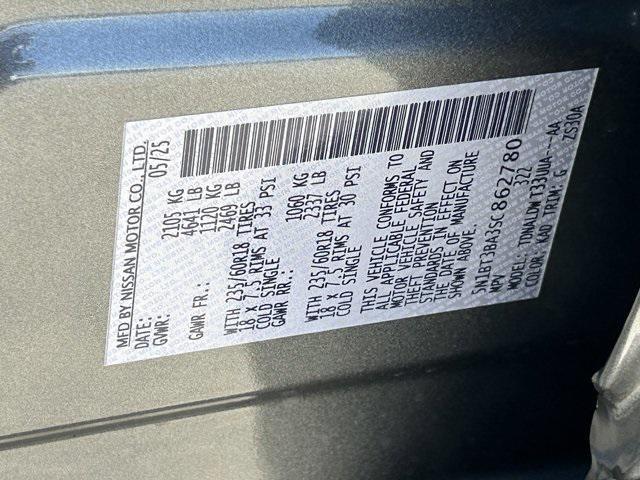 MFD BY NISSAN MOTOR CO., LTD.
DATE: 05/25
GVWR: 2105 KG
4641 LB
GAWR FR.: 1120 KG
2469 LB
WITH 235/60R18 TIRES
18 X 7.5 RIMS AT 33 PSI
COLD SINGLE
GAWR RR.: 1060 KG
2337 LB
WITH 235/60R18 TIRES
18 X 7.5 RIMS AT 30 PSI
COLD SINGLE
THIS VEHICLE CONFORMS TO
ALL APPLICABLE FEDERAL
MOTOR VEHICLE SAFETY AND
THEFT PREVENTION
STANDARDS IN EFFECT ON
THE DATE OF MANUFACTURE
SHOWN ABOVE.
5N1BT3BA3SC862780
MPV 322
MODEL: TDNALDWT33UUA---AA
COLOR: KAD TRIM: G ZS30A